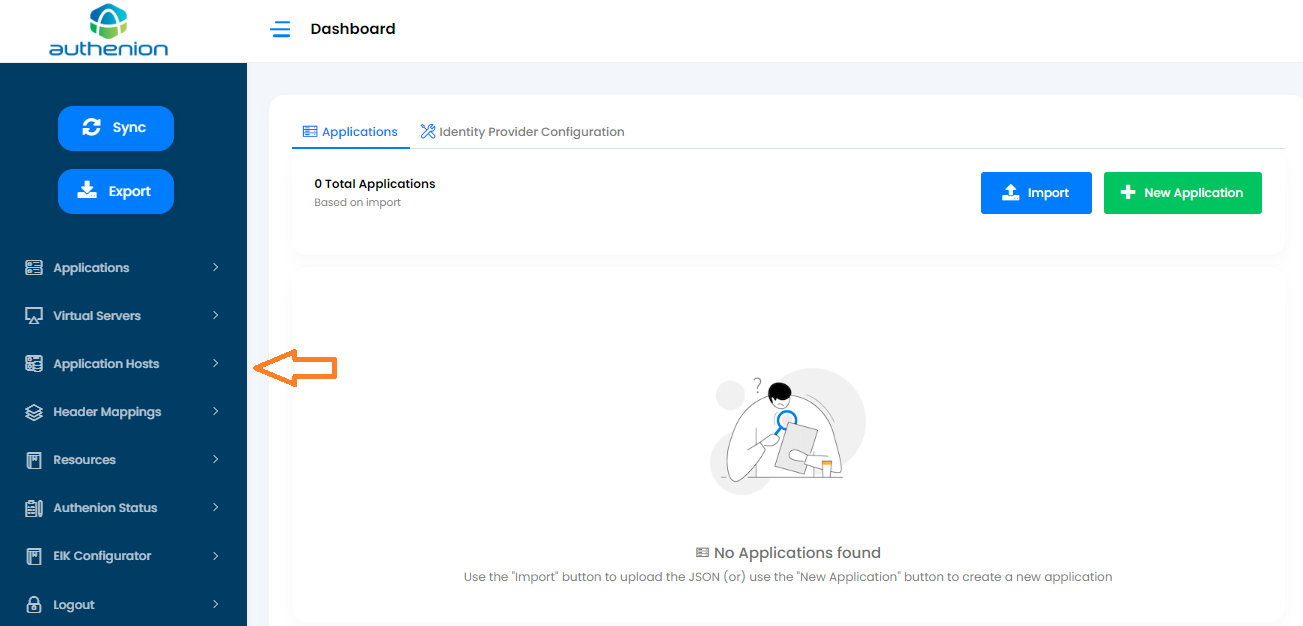 authenion
Dashboard
Sync
Export
Applications
Virtual Servers
Application Hosts
Header Mappings
Resources
Authenion Status
EIK Configurator
Logout
Applications
Identity Provider Configuration
0 Total Applications
Based on import
Import
New Application
?
No Applications found
Use the "Import" button to upload the JSON (or) use the "New Application" button to create a new application